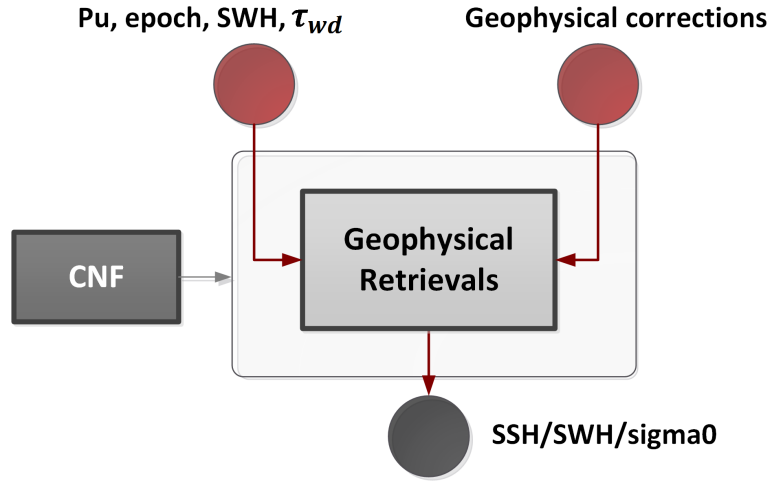 Pu, epoch, SWH, τwd
Geophysical corrections
Geophysical
Retrievals
CNF
SSH/SWH/sigma0